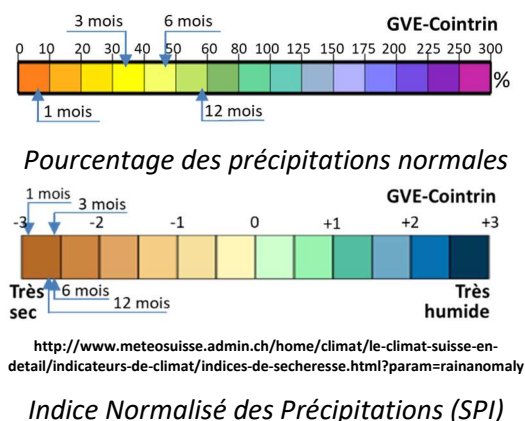 3 mois 6 mois GVE-Cointrin
0 10 20 30 40 50 60 80 100 125 150 175 200 225 250 300
%
1 mois 12 mois
Pourcentage des précipitations normales
1 mois 3 mois GVE-Cointrin
-3 -2 -1 0 +1 +2 +3
Très sec 6 mois 12 mois Très humide
http://www.meteosuisse.admin.ch/home/climat/le-climat-suisse-en-
detail/indicateurs-de-climat/indices-de-secheresse.html?param=rainanomaly
Indice Normalisé des Précipitations (SPI)